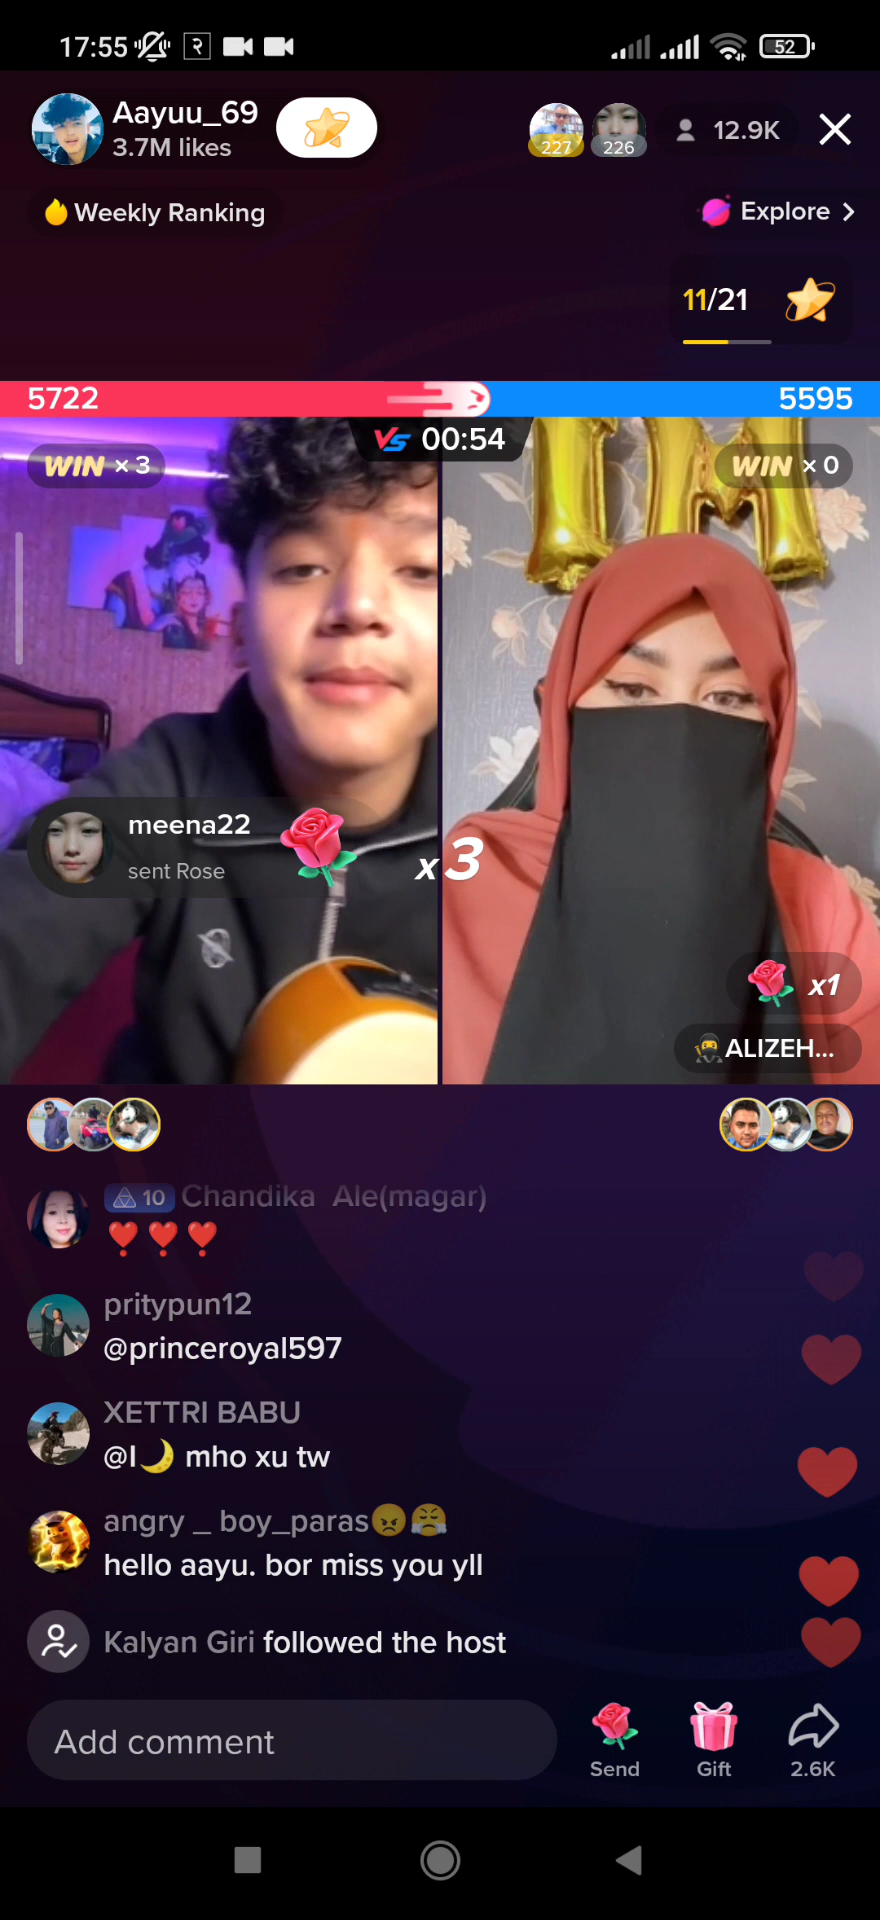 17:55
२
52
Aayuu_69
3.7M likes
227
226
12.9K
Weekly Ranking
Explore
11/21
5722
5595
VS 00:54
WIN × 3
WIN × 0
IM
meena22
sent Rose
x3
x1
🥷ALIZEH...
10 Chandika Ale(magar)
❣️❣️❣️
pritypun12
@princeroyal597
XETTRI BABU
@I🌙 mho xu tw
angry _ boy_paras😠😤
hello aayu. bor miss you yll
Kalyan Giri followed the host
Add comment
Send
Gift
2.6K